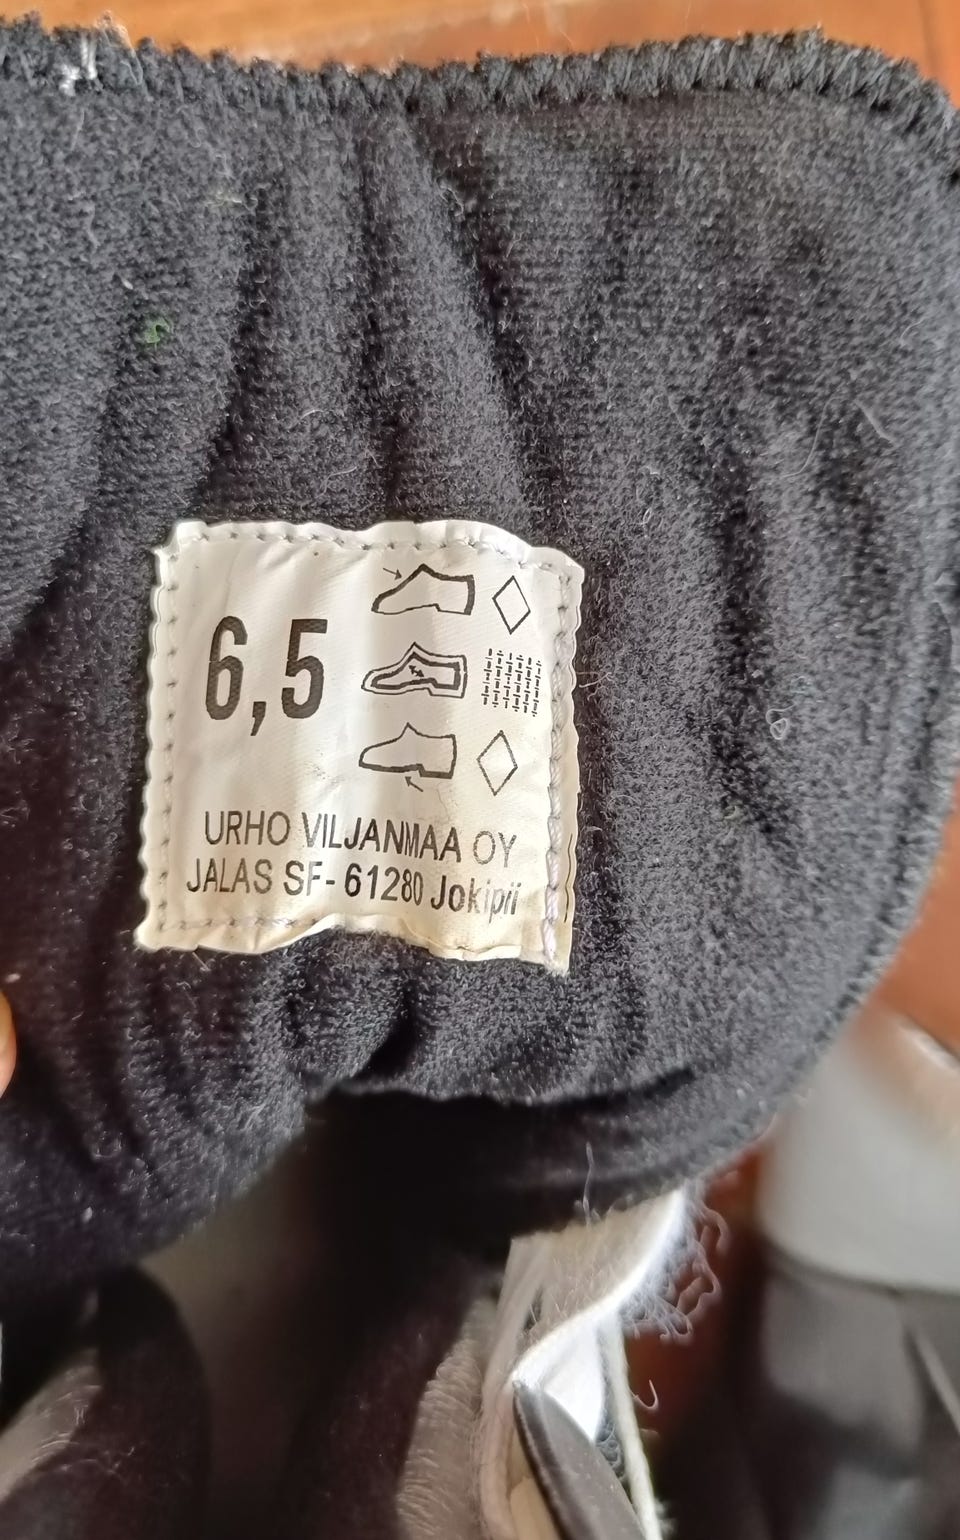 6,5
URHO VILJANMAA OY
JALAS SF- 61280 Jokipii